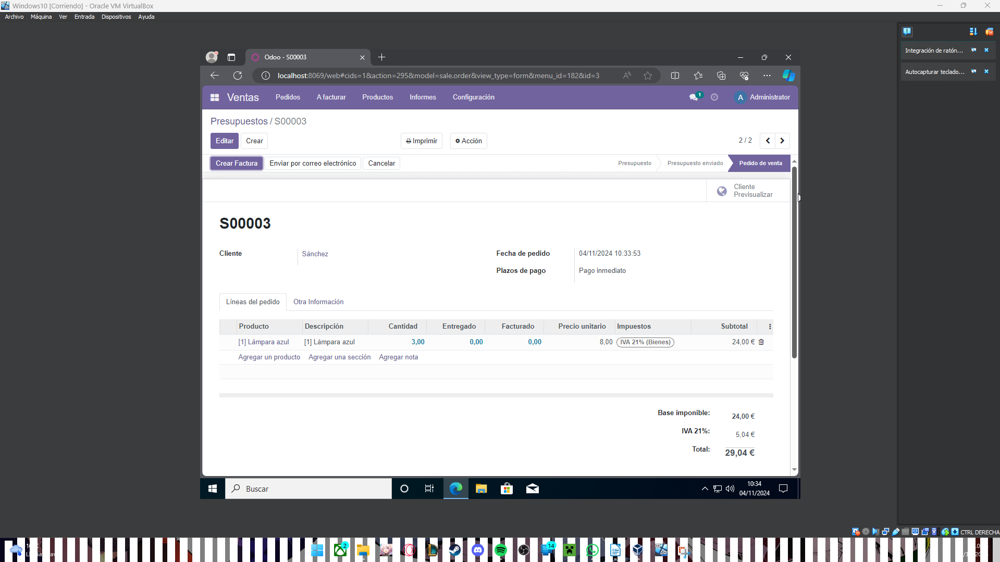 Windows10 [Corriendo] - Oracle VM VirtualBox
Archivo Máquina Ver Entrada Dispositivos Ayuda
Integración de ratón...
Autocapturar teclado...
Odoo - S00003
localhost:8069/web#cids=1&action=295&model=sale.order&view_type=form&menu_id=182&id=3
Ventas Pedidos A facturar Productos Informes Configuración 1 A Administrator
Presupuestos / S00003
Editar Crear Imprimir Acción 2 / 2
Crear Factura Enviar por correo electrónico Cancelar Presupuesto Presupuesto enviado Pedido de venta
Cliente
Previsualizar
S00003
Cliente Sánchez Fecha de pedido 04/11/2024 10:33:53
Plazos de pago Pago inmediato
Líneas del pedido Otra Información
Producto Descripción Cantidad Entregado Facturado Precio unitario Impuestos Subtotal
[1] Lámpara azul [1] Lámpara azul 3,00 0,00 0,00 8,00 IVA 21% (Bienes) 24,00 €
Agregar un producto Agregar una sección Agregar nota
Base imponible: 24,00 €
IVA 21%: 5,04 €
Total: 29,04 €
Buscar
10:34
04/11/2024
CTRL DERECHA
2
14